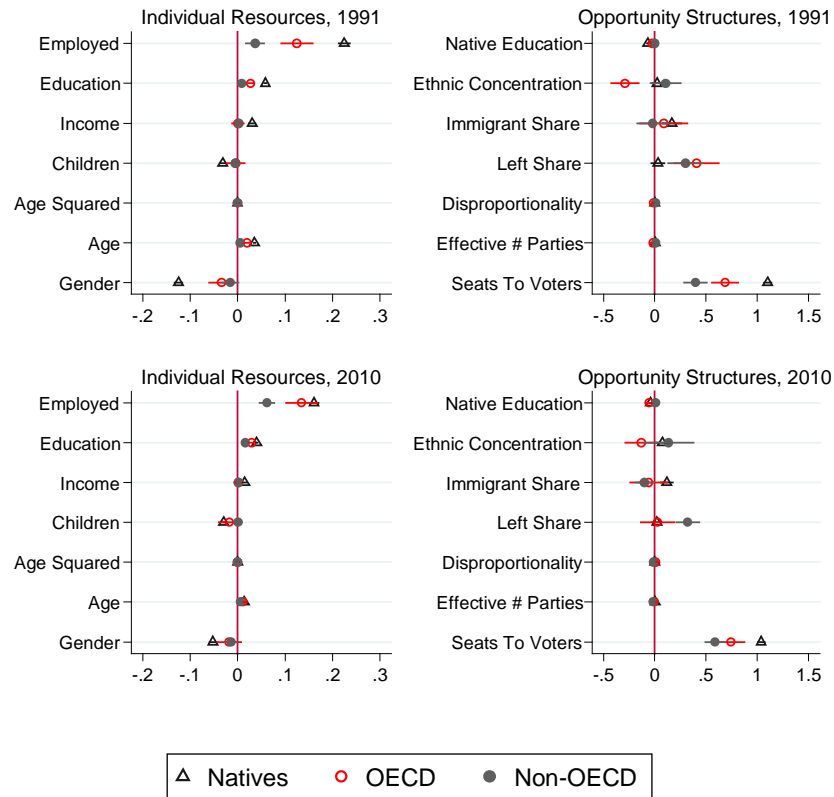 Individual Resources, 1991
Employed
Education
Income
Children
Age Squared
Age
Gender
-.2 -.1 0 .1 .2 .3
Opportunity Structures, 1991
Native Education
Ethnic Concentration
Immigrant Share
Left Share
Disproportionality
Effective # Parties
Seats To Voters
-.5 0 .5 1 1.5
Individual Resources, 2010
Employed
Education
Income
Children
Age Squared
Age
Gender
-.2 -.1 0 .1 .2 .3
Opportunity Structures, 2010
Native Education
Ethnic Concentration
Immigrant Share
Left Share
Disproportionality
Effective # Parties
Seats To Voters
-.5 0 .5 1 1.5
Natives OECD Non-OECD